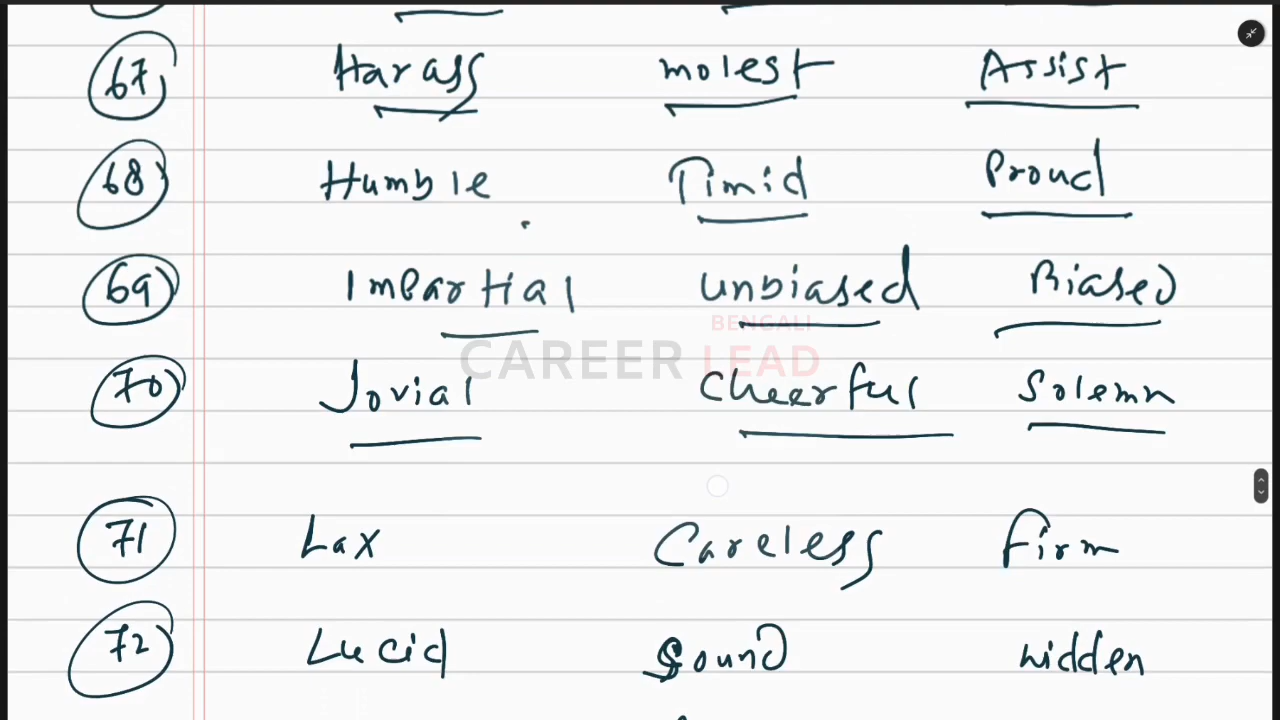 67 Harass molest Assist
68 Humble Timid Proud
69 Impartial unbiased Biased
BENGALI
CAREER LEAD
70 Jovial Cheerful Solemn
71 Lax Careless firm
72 Lucid Sound hidden